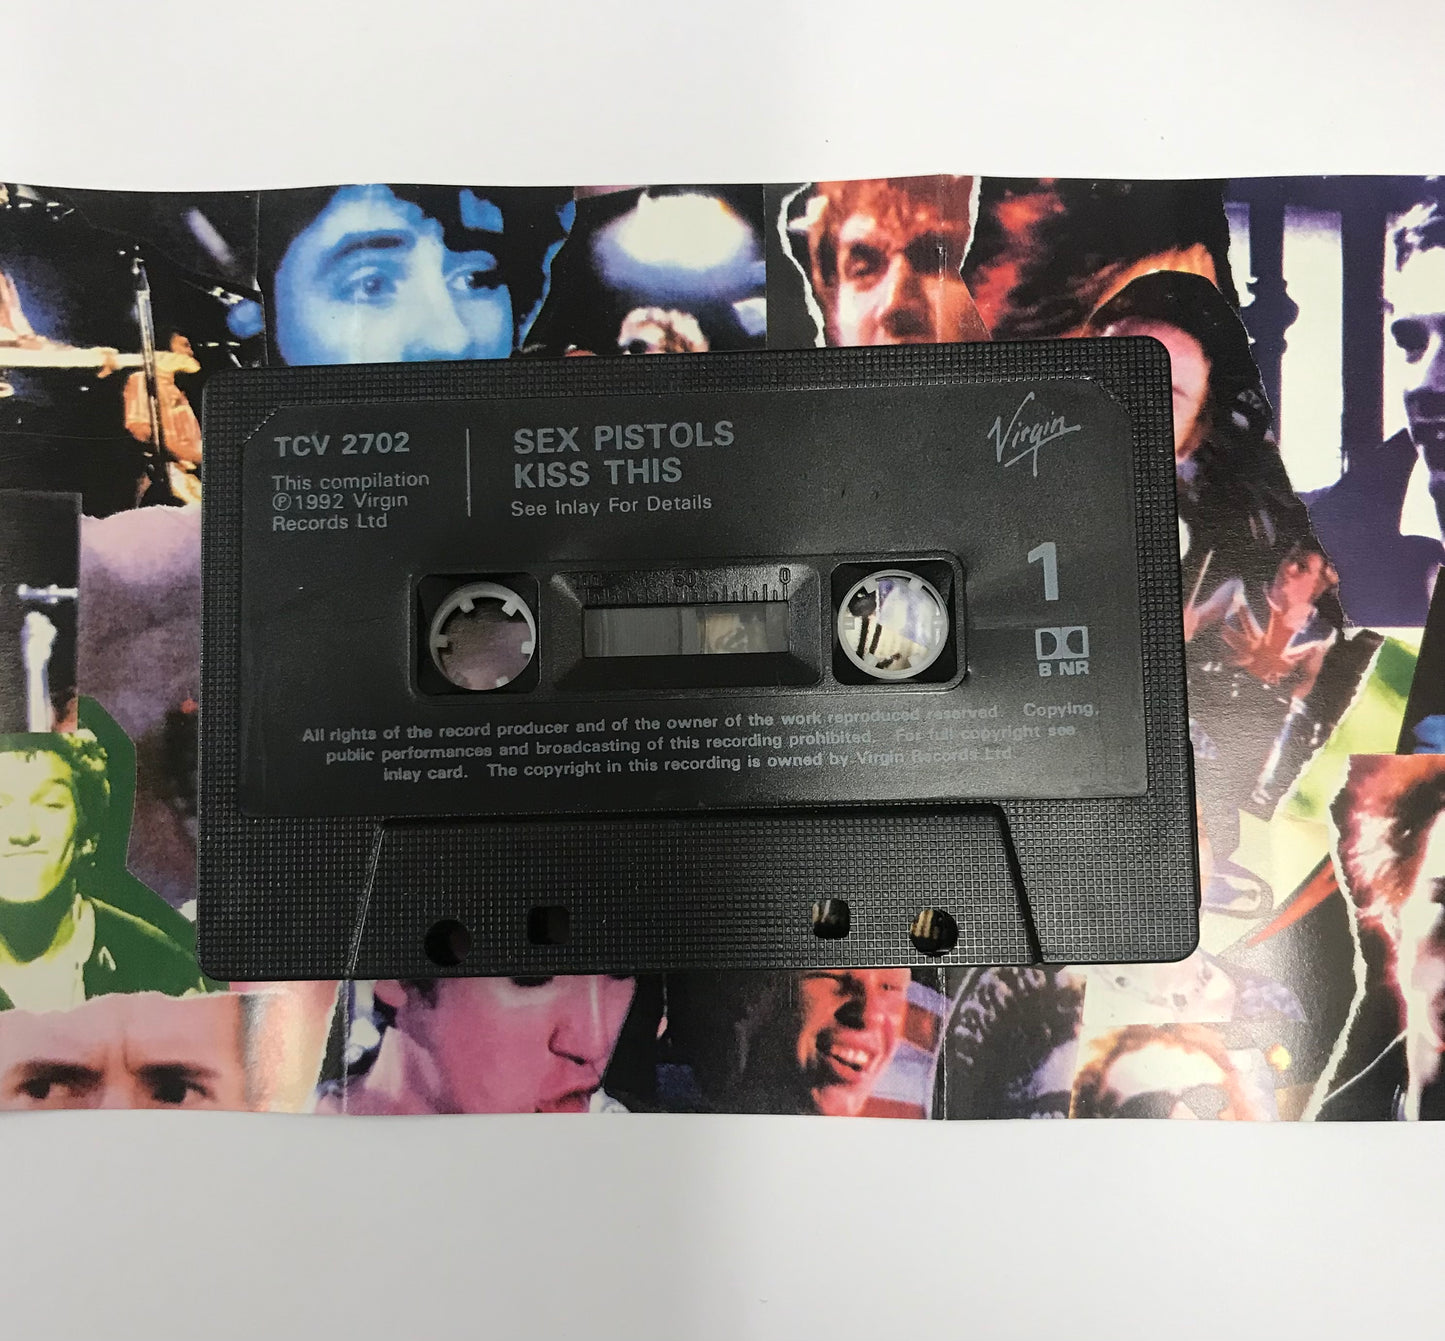 TCV 2702
This compilation
℗1992 Virgin
Records Ltd
SEX PISTOLS
KISS THIS
See Inlay For Details
Virgin
100 50 0
1
B NR
All rights of the record producer and of the owner of the work reproduced reserved. Copying,
public performances and broadcasting of this recording prohibited. For full copyright see
inlay card. The copyright in this recording is owned by Virgin Records Ltd